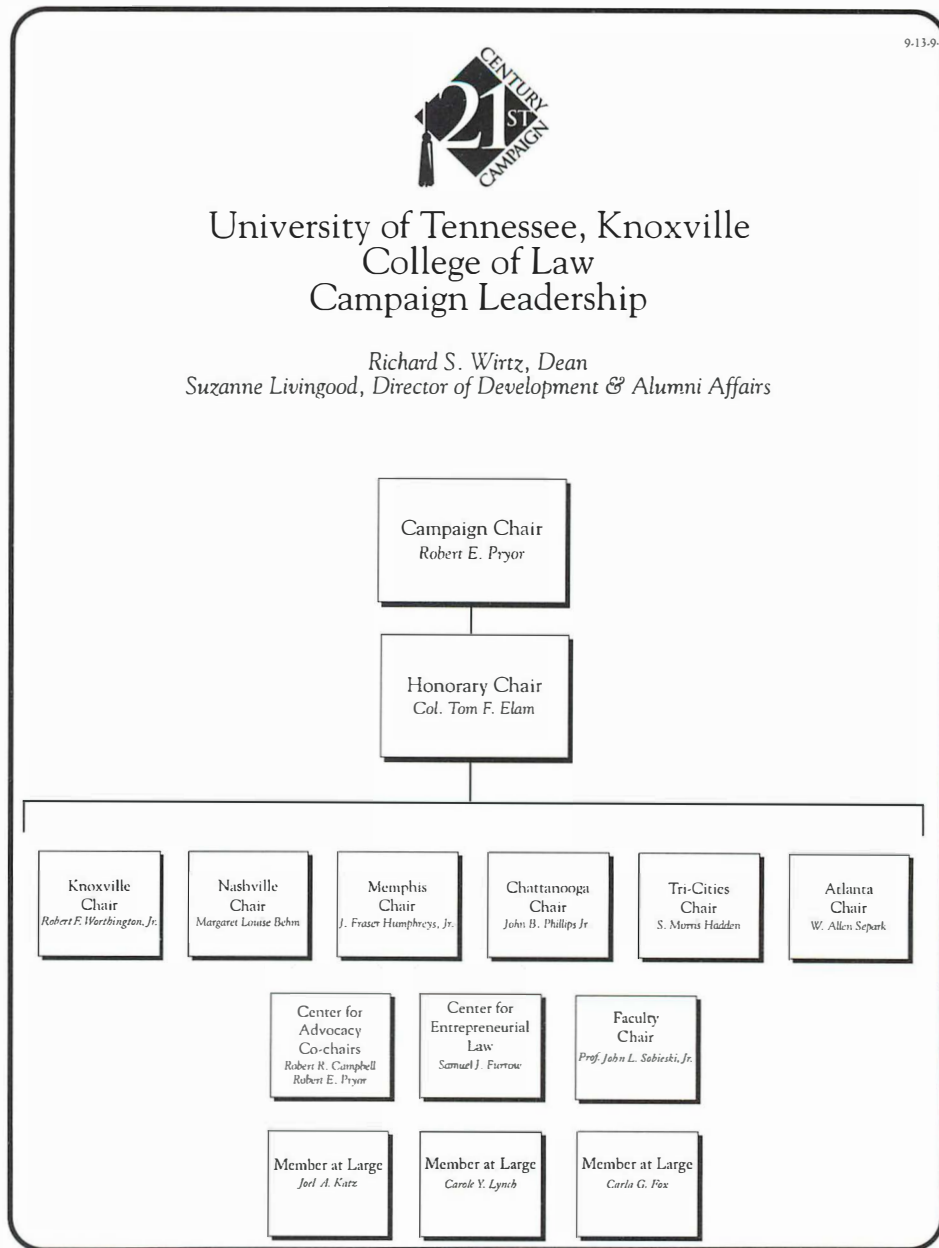 9-13-9-
CENTURY
21ST
CAMPAIGN
University of Tennessee, Knoxville
College of Law
Campaign Leadership
Richard S. Wirtz, Dean
Suzanne Livingood, Director of Development & Alumni Affairs
Campaign Chair
Robert E. Pryor
Honorary Chair
Col. Tom F. Elam
Knoxville
Chair
Robert F. Worthington, Jr.
Nashville
Chair
Margaret Louise Behm
Memphis
Chair
J. Fraser Humphreys, Jr.
Chattanooga
Chair
John B. Phillips Jr
Tri-Cities
Chair
S. Morris Hadden
Atlanta
Chair
W. Allen Separk
Center for
Advocacy
Co-chairs
Robert R. Campbell
Robert E. Pryor
Center for
Entrepreneurial
Law
Samuel J. Furrow
Faculty
Chair
Prof. John L. Sobieski, Jr.
Member at Large
Joel A. Katz
Member at Large
Carole Y. Lynch
Member at Large
Carla G. Fox